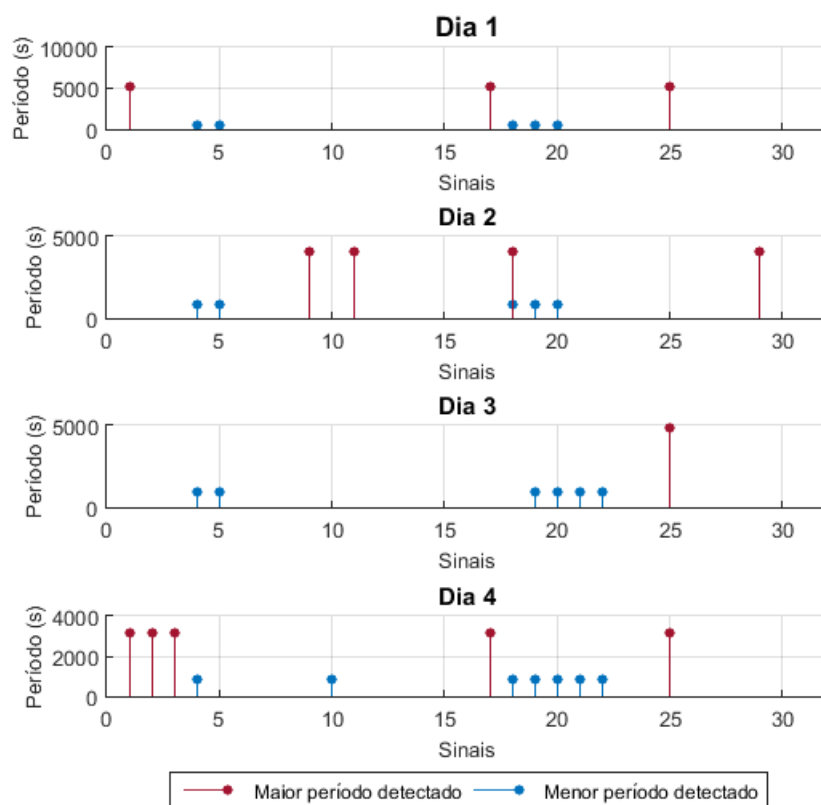 Dia 1
Período (s)
10000
5000
0
0 5 10 15 20 25 30
Sinais
Dia 2
Período (s)
5000
0
0 5 10 15 20 25 30
Sinais
Dia 3
Período (s)
5000
0
0 5 10 15 20 25 30
Sinais
Dia 4
Período (s)
4000
2000
0
0 5 10 15 20 25 30
Sinais
Maior período detectado Menor período detectado